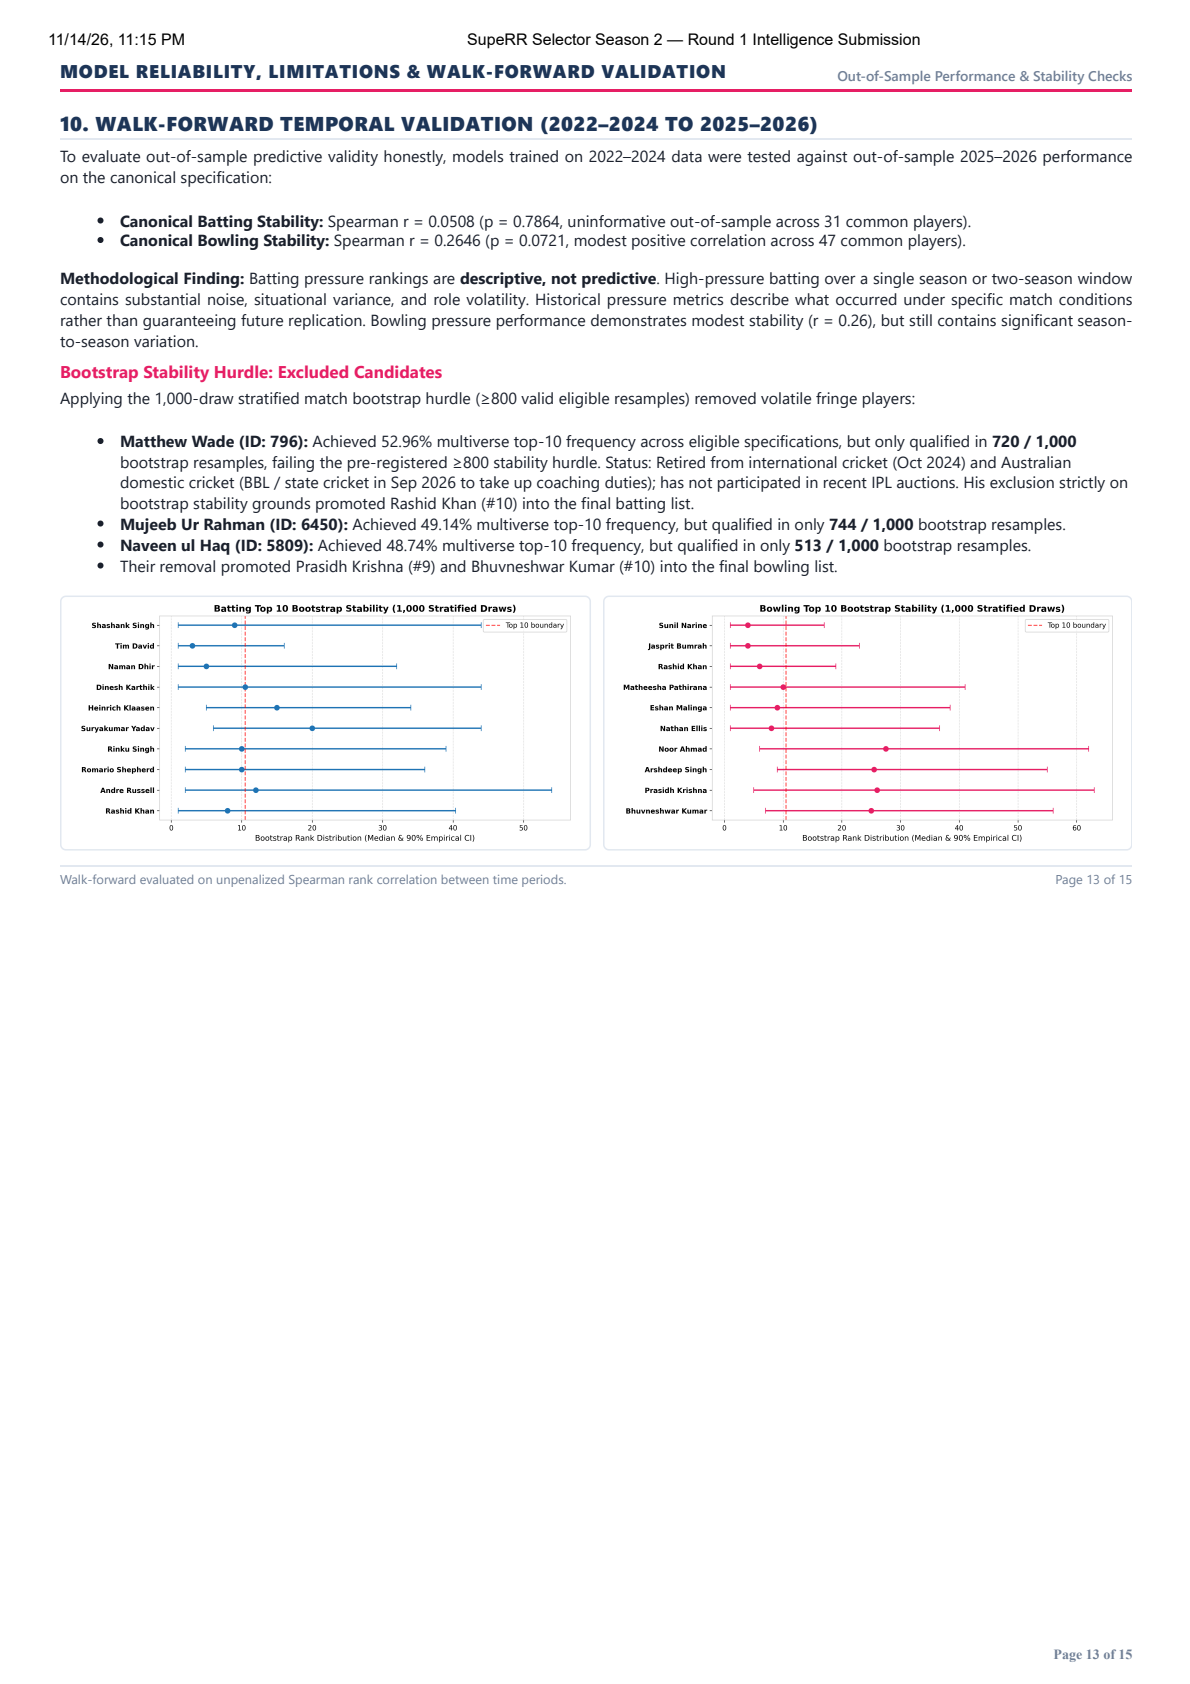 11/14/26, 11:15 PM
SupeRR Selector Season 2 — Round 1 Intelligence Submission
MODEL RELIABILITY, LIMITATIONS & WALK-FORWARD VALIDATION
Out-of-Sample Performance & Stability Checks
10. WALK-FORWARD TEMPORAL VALIDATION (2022–2024 TO 2025–2026)
To evaluate out-of-sample predictive validity honestly, models trained on 2022–2024 data were tested against out-of-sample 2025–2026 performance
on the canonical specification:
• Canonical Batting Stability: Spearman r = 0.0508 (p = 0.7864, uninformative out-of-sample across 31 common players).
• Canonical Bowling Stability: Spearman r = 0.2646 (p = 0.0721, modest positive correlation across 47 common players).
Methodological Finding: Batting pressure rankings are descriptive, not predictive. High-pressure batting over a single season or two-season window
contains substantial noise, situational variance, and role volatility. Historical pressure metrics describe what occurred under specific match conditions
rather than guaranteeing future replication. Bowling pressure performance demonstrates modest stability (r = 0.26), but still contains significant season-
to-season variation.
Bootstrap Stability Hurdle: Excluded Candidates
Applying the 1,000-draw stratified match bootstrap hurdle (≥800 valid eligible resamples) removed volatile fringe players:
• Matthew Wade (ID: 796): Achieved 52.96% multiverse top-10 frequency across eligible specifications, but only qualified in 720 / 1,000
bootstrap resamples, failing the pre-registered ≥800 stability hurdle. Status: Retired from international cricket (Oct 2024) and Australian
domestic cricket (BBL / state cricket in Sep 2026 to take up coaching duties); has not participated in recent IPL auctions. His exclusion strictly on
bootstrap stability grounds promoted Rashid Khan (#10) into the final batting list.
• Mujeeb Ur Rahman (ID: 6450): Achieved 49.14% multiverse top-10 frequency, but qualified in only 744 / 1,000 bootstrap resamples.
• Naveen ul Haq (ID: 5809): Achieved 48.74% multiverse top-10 frequency, but qualified in only 513 / 1,000 bootstrap resamples.
• Their removal promoted Prasidh Krishna (#9) and Bhuvneshwar Kumar (#10) into the final bowling list.
Batting Top 10 Bootstrap Stability (1,000 Stratified Draws)
Top 10 boundary
Shashank Singh
Tim David
Naman Dhir
Dinesh Karthik
Heinrich Klaasen
Suryakumar Yadav
Rinku Singh
Romario Shepherd
Andre Russell
Rashid Khan
0 10 20 30 40 50
Bootstrap Rank Distribution (Median & 90% Empirical CI)
Bowling Top 10 Bootstrap Stability (1,000 Stratified Draws)
Top 10 boundary
Sunil Narine
Jasprit Bumrah
Rashid Khan
Matheesha Pathirana
Eshan Malinga
Nathan Ellis
Noor Ahmad
Arshdeep Singh
Prasidh Krishna
Bhuvneshwar Kumar
0 10 20 30 40 50 60
Bootstrap Rank Distribution (Median & 90% Empirical CI)
Walk-forward evaluated on unpenalized Spearman rank correlation between time periods.
Page 13 of 15
Page 13 of 15